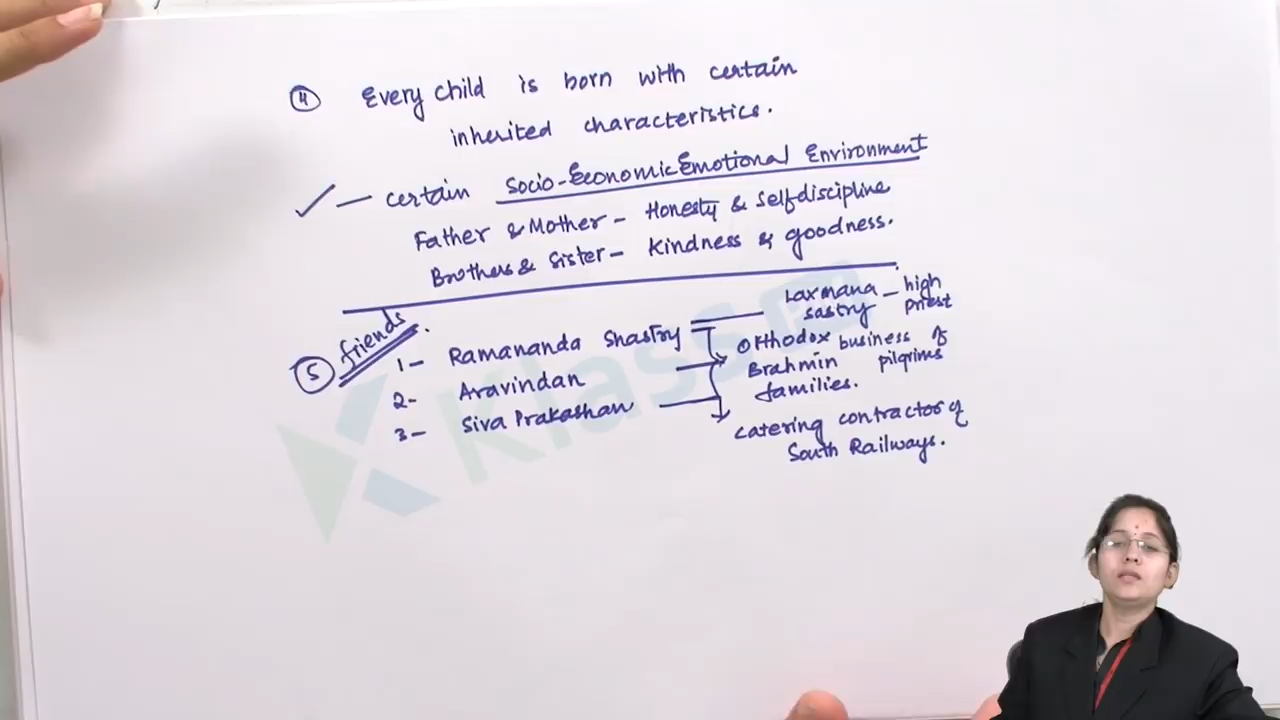 4 Every child is born with certain
inherited characteristics.
✓ — certain Socio-Economic Emotional Environment
Father & Mother - Honesty & Selfdiscipline
Brothers & Sister - Kindness & goodness.
5 friends.
1- Ramananda Shastry
2- Aravindan
3- Siva Prakashan
Laxmana sastry - high priest
Orthodox Brahmin families.
business of pilgrims
catering contractor of
South Railways.
Klass